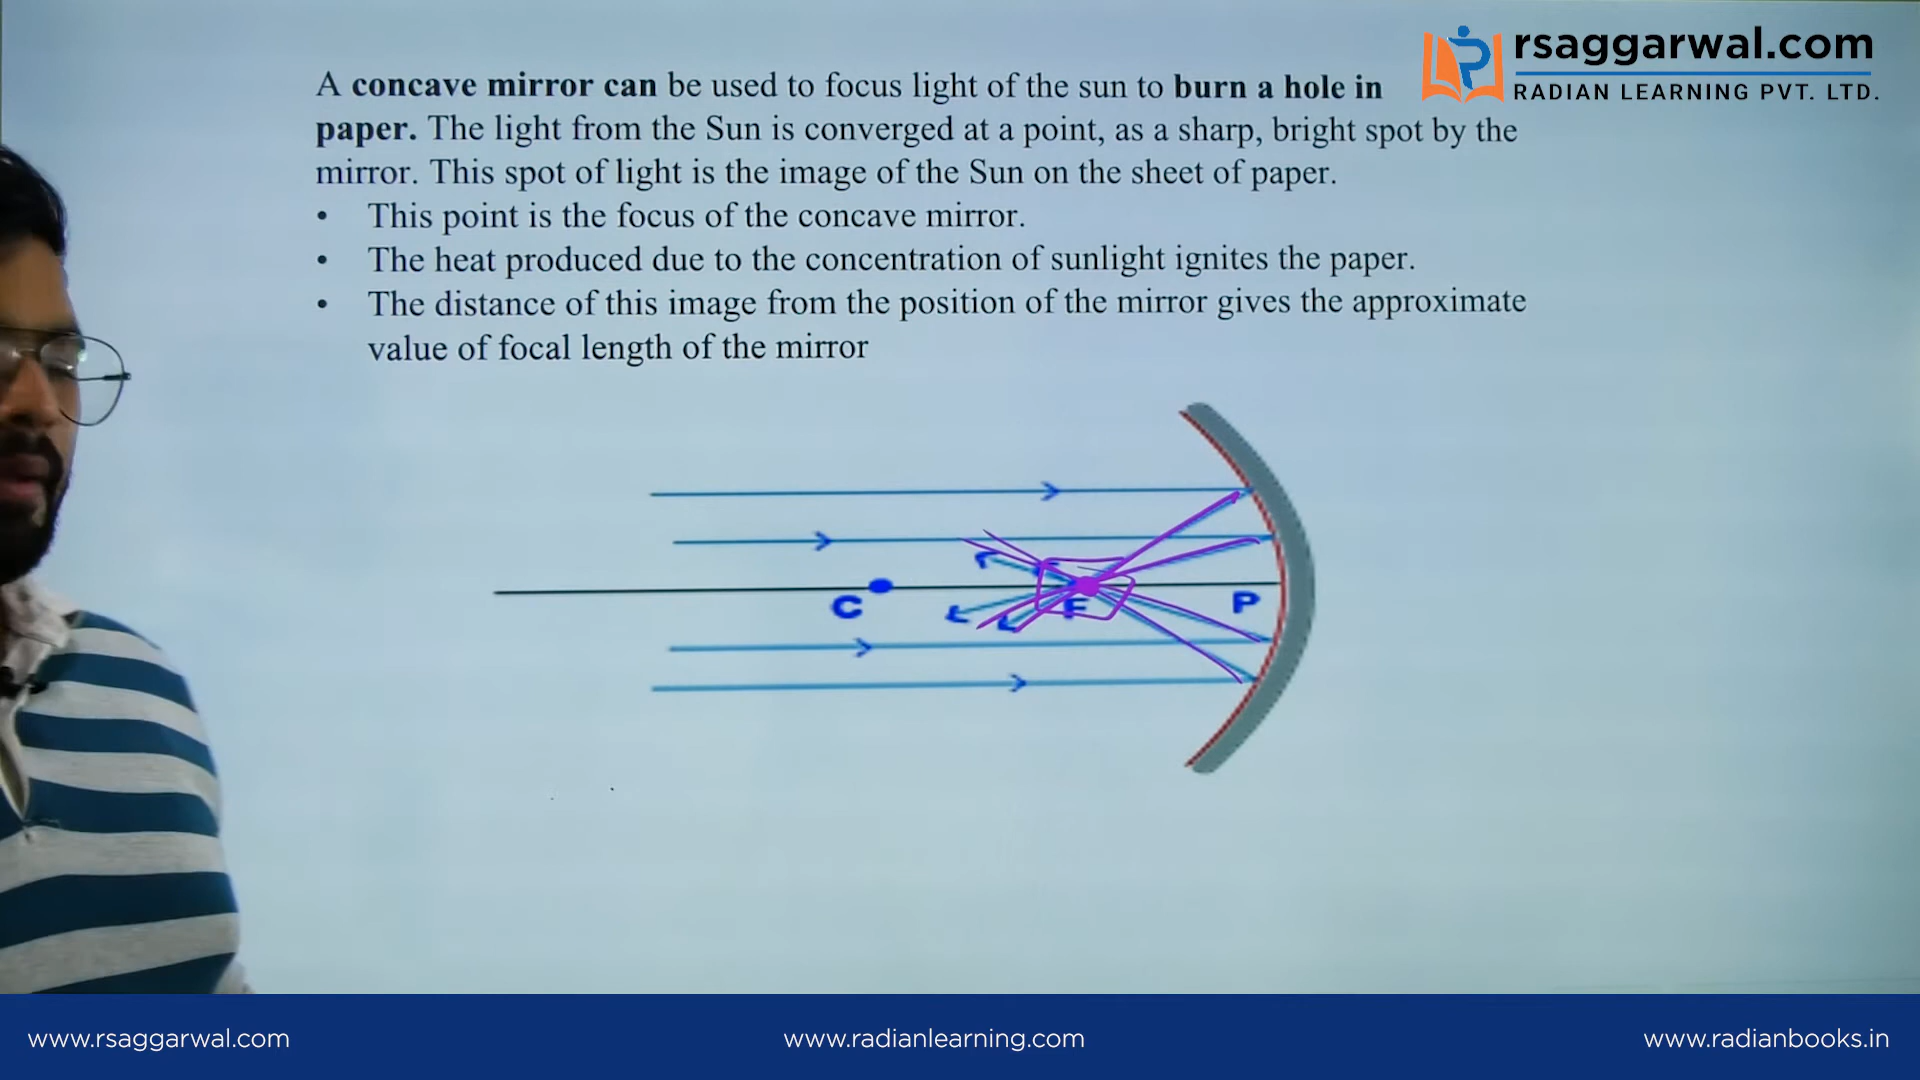 rsaggarwal.com
RADIAN LEARNING PVT. LTD.
A concave mirror can be used to focus light of the sun to burn a hole in
paper. The light from the Sun is converged at a point, as a sharp, bright spot by the
mirror. This spot of light is the image of the Sun on the sheet of paper.
• This point is the focus of the concave mirror.
• The heat produced due to the concentration of sunlight ignites the paper.
• The distance of this image from the position of the mirror gives the approximate
value of focal length of the mirror
C F P
www.rsaggarwal.com www.radianlearning.com www.radianbooks.in